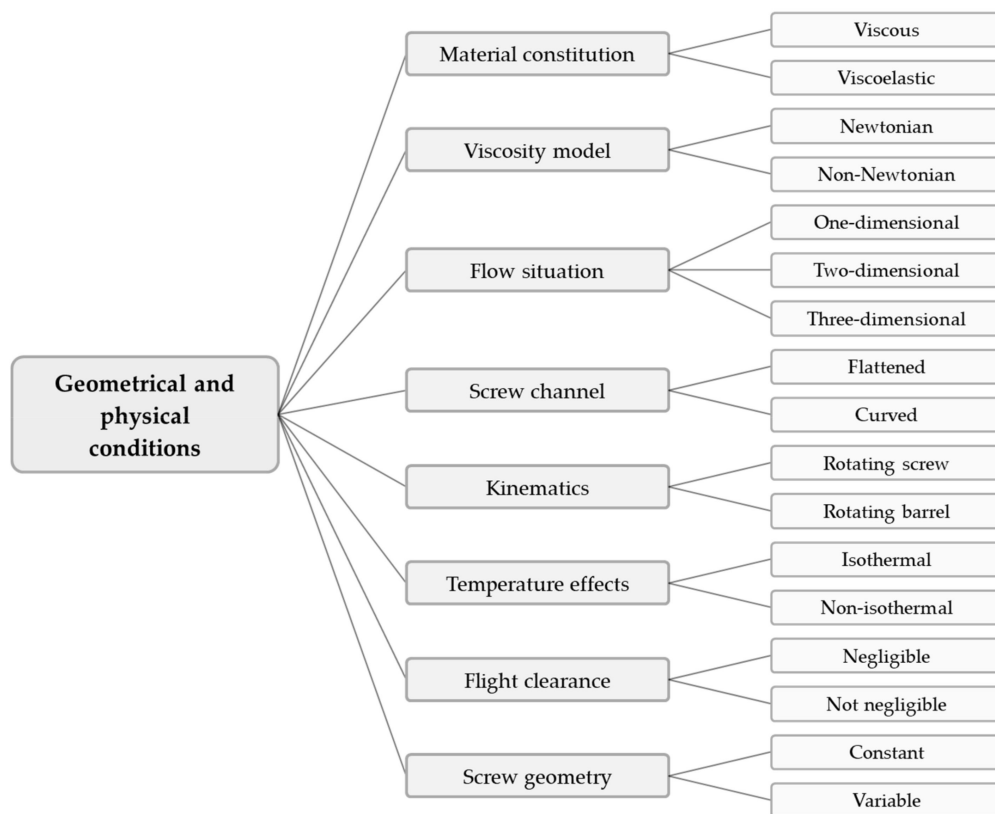 Geometrical and
physical
conditions
Material constitution
Viscous
Viscoelastic
Viscosity model
Newtonian
Non-Newtonian
Flow situation
One-dimensional
Two-dimensional
Three-dimensional
Screw channel
Flattened
Curved
Kinematics
Rotating screw
Rotating barrel
Temperature effects
Isothermal
Non-isothermal
Flight clearance
Negligible
Not negligible
Screw geometry
Constant
Variable